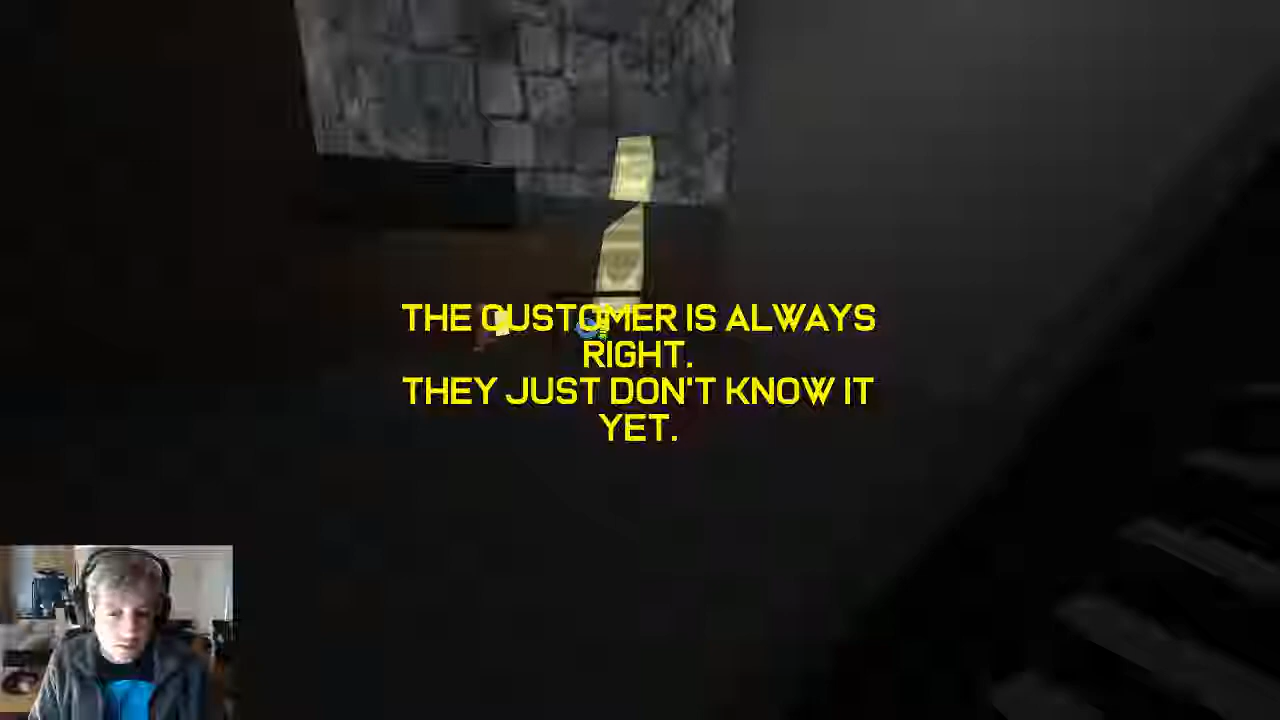 THE CUSTOMER IS ALWAYS
RIGHT.
THEY JUST DON'T KNOW IT
YET.